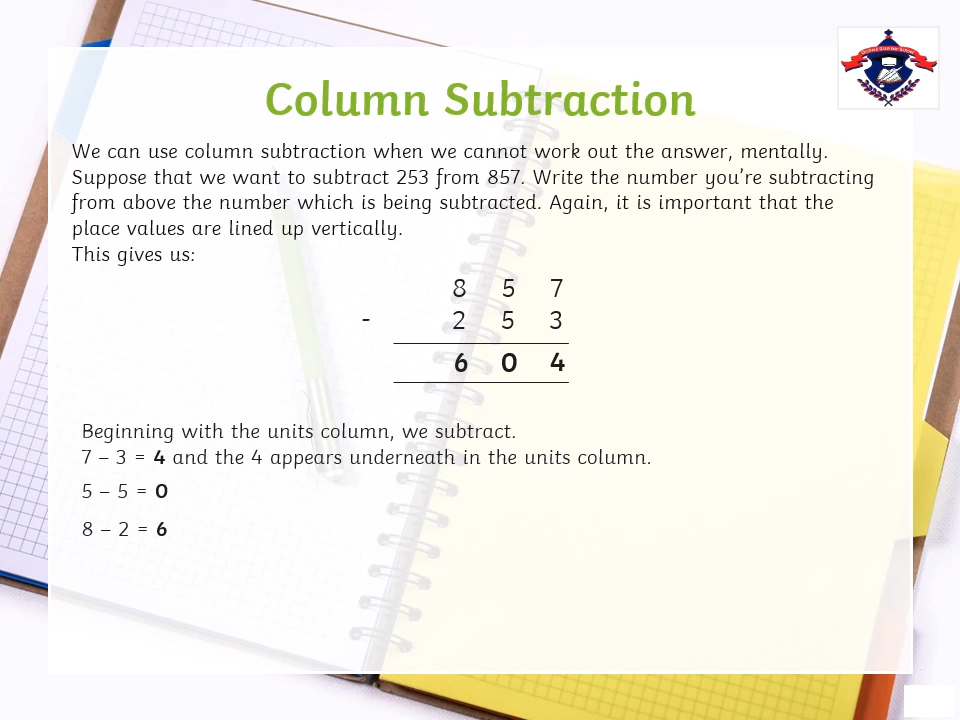 Column Subtraction
We can use column subtraction when we cannot work out the answer, mentally.
Suppose that we want to subtract 253 from 857. Write the number you’re subtracting
from above the number which is being subtracted. Again, it is important that the
place values are lined up vertically.
This gives us:
8 5 7
- 2 5 3
6 0 4
Beginning with the units column, we subtract.
7 – 3 = 4 and the 4 appears underneath in the units column.
5 – 5 = 0
8 – 2 = 6